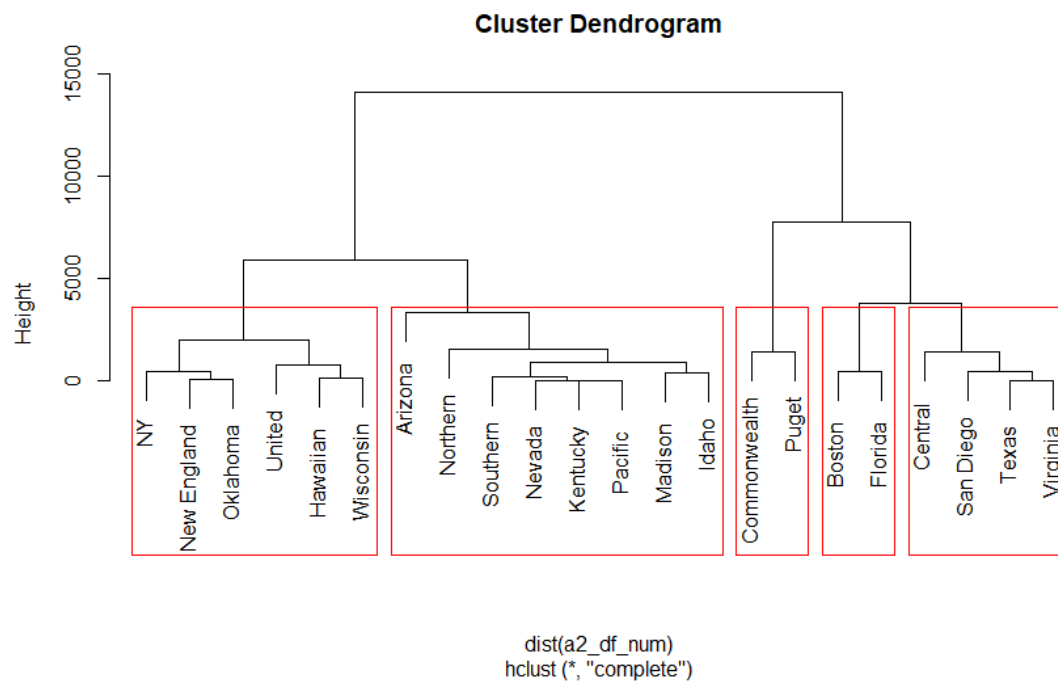 Cluster Dendrogram
Height
15000
10000
5000
0
NY
New England
Oklahoma
United
Hawaiian
Wisconsin
Arizona
Northern
Southern
Nevada
Kentucky
Pacific
Madison
Idaho
Commonwealth
Puget
Boston
Florida
Central
San Diego
Texas
Virginia
dist(a2_df_num)
hclust (*, "complete")